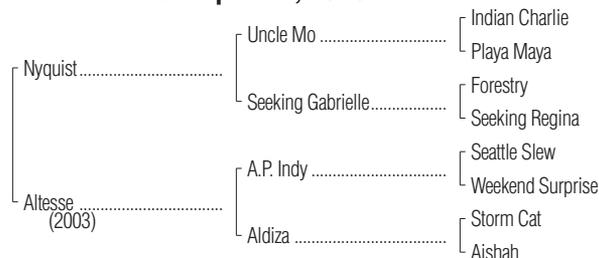 Indian Charlie
Uncle Mo
Playa Maya
Nyquist
Forestry
Seeking Gabrielle
Seeking Regina
Seattle Slew
A.P. Indy
Weekend Surprise
Altesse
(2003)
Storm Cat
Aldiza
Aishah